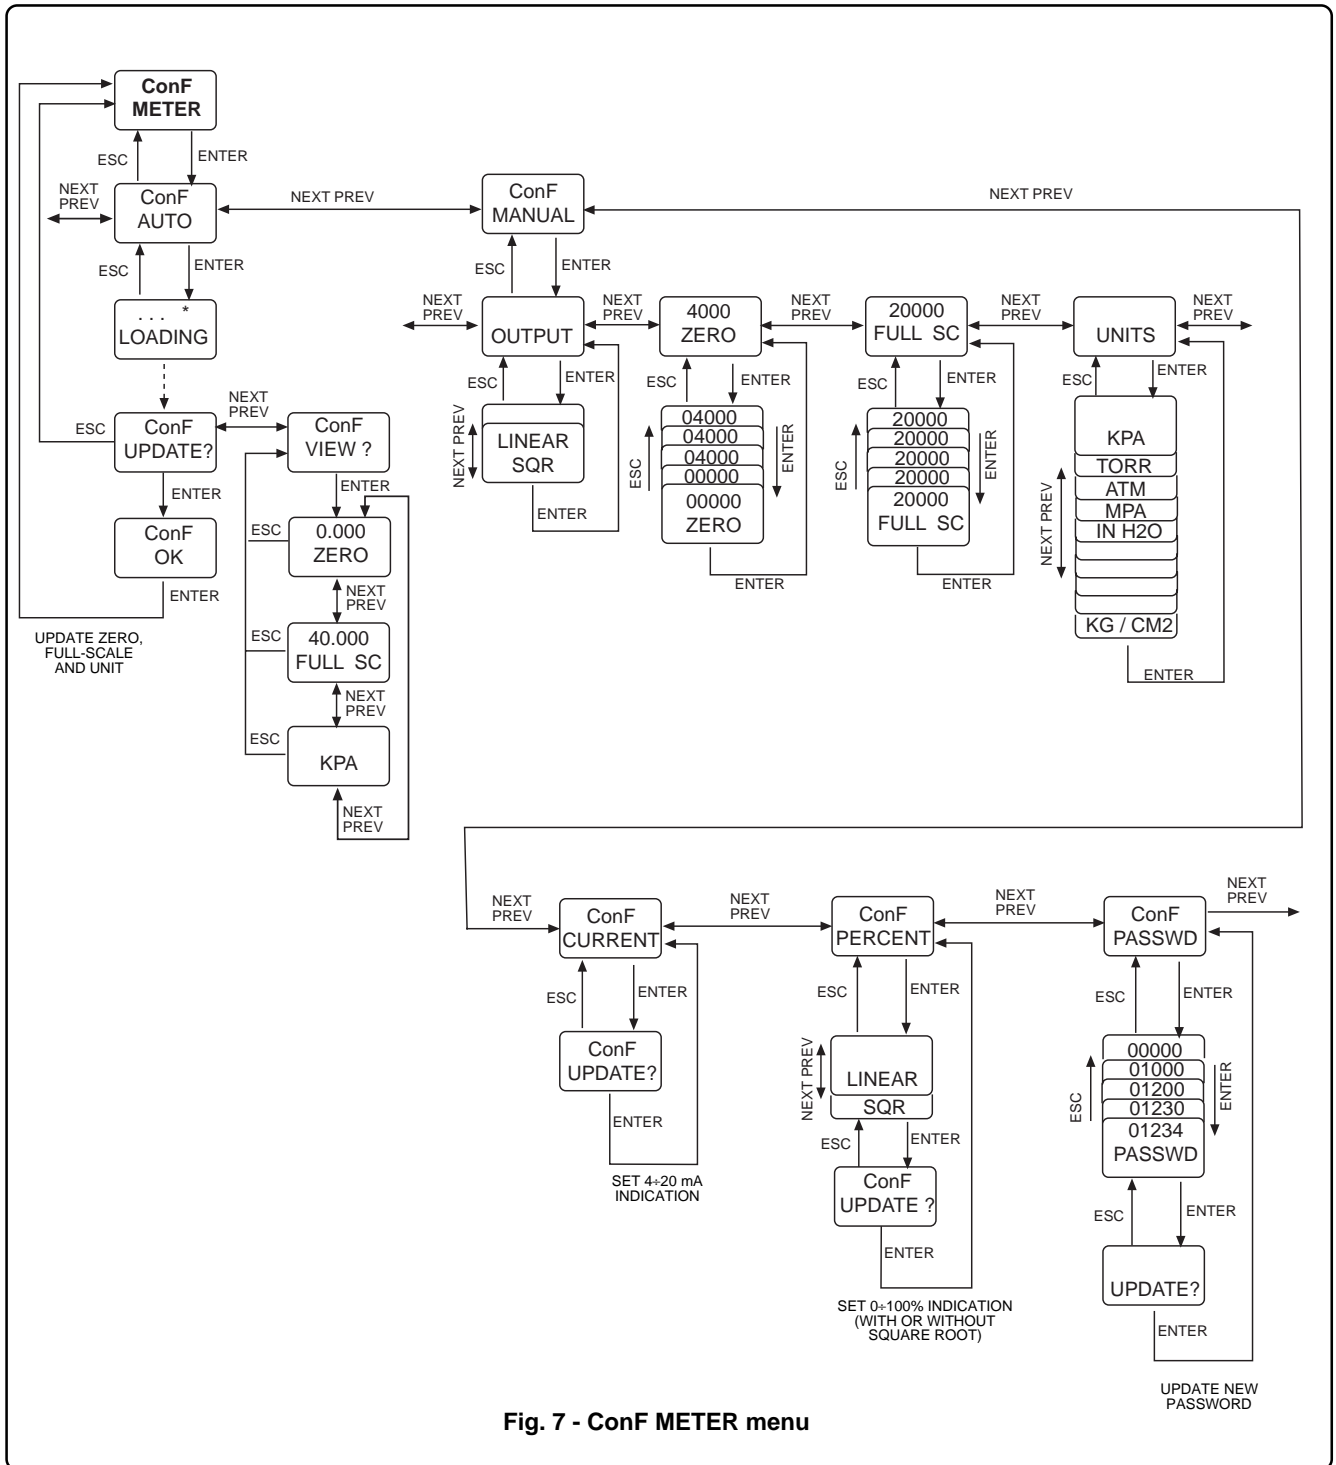 ConF
METER
ESC
ENTER
NEXT
PREV
ConF
AUTO
NEXT PREV
ConF
MANUAL
NEXT PREV
ESC
ENTER
ESC
ENTER
. . . *
LOADING
NEXT
PREV
OUTPUT
NEXT
PREV
4000
ZERO
NEXT
PREV
20000
FULL SC
NEXT
PREV
UNITS
NEXT
PREV
ESC
ENTER
ESC
ENTER
ESC
ENTER
ESC
ENTER
NEXT PREV
LINEAR
SQR
ENTER
ESC
04000
04000
04000
00000
00000
ZERO
ENTER
ENTER
ESC
20000
20000
20000
20000
20000
FULL SC
ENTER
ENTER
NEXT PREV
KPA
TORR
ATM
MPA
IN H2O
KG / CM2
ENTER
ESC
ConF
UPDATE?
NEXT
PREV
ConF
VIEW ?
ENTER
ENTER
ConF
OK
ENTER
UPDATE ZERO,
FULL-SCALE
AND UNIT
ESC
0.000
ZERO
NEXT
PREV
ESC
40.000
FULL SC
NEXT
PREV
ESC
KPA
NEXT
PREV
NEXT
PREV
ConF
CURRENT
NEXT
PREV
ConF
PERCENT
NEXT
PREV
ConF
PASSWD
NEXT
PREV
ESC
ENTER
ConF
UPDATE?
ENTER
SET 4÷20 mA
INDICATION
ESC
ENTER
NEXT PREV
LINEAR
SQR
ESC
ENTER
ConF
UPDATE ?
ENTER
SET 0÷100% INDICATION
(WITH OR WITHOUT
SQUARE ROOT)
ESC
ENTER
ESC
00000
01000
01200
01230
01234
PASSWD
ENTER
ESC
ENTER
UPDATE?
ENTER
UPDATE NEW
PASSWORD
Fig. 7 - ConF METER menu